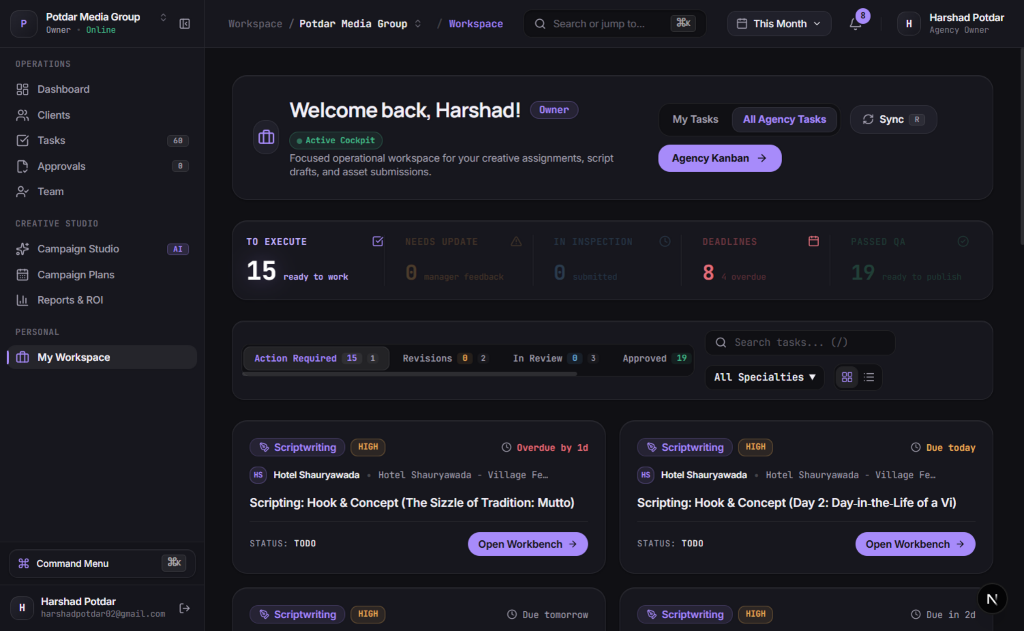 P
Potdar Media Group
Owner · Online
OPERATIONS
Dashboard
Clients
Tasks 60
Approvals 0
Team
CREATIVE STUDIO
Campaign Studio AI
Campaign Plans
Reports & ROI
PERSONAL
My Workspace
Command Menu ⌘K
H
Harshad Potdar
harshadpotdar02@gmail.com
Workspace / Potdar Media Group / Workspace
Search or jump to... ⌘K
This Month
8
H
Harshad Potdar
Agency Owner
Welcome back, Harshad! Owner
Active Cockpit
Focused operational workspace for your creative assignments, script
drafts, and asset submissions.
My Tasks All Agency Tasks Sync R
Agency Kanban →
TO EXECUTE
15 ready to work
NEEDS UPDATE
0 manager feedback
IN INSPECTION
0 submitted
DEADLINES
8 4 overdue
PASSED QA
19 ready to publish
Action Required 15 1 Revisions 0 2 In Review 0 3 Approved 19
Search tasks... (/)
All Specialties ▼
Scriptwriting HIGH Overdue by 1d
HS Hotel Shauryawada • Hotel Shauryawada - Village Fe…
Scripting: Hook & Concept (The Sizzle of Tradition: Mutto)
STATUS: TODO Open Workbench →
Scriptwriting HIGH Due today
HS Hotel Shauryawada • Hotel Shauryawada - Village Fe…
Scripting: Hook & Concept (Day 2: Day-in-the-Life of a Vi)
STATUS: TODO Open Workbench →
Scriptwriting HIGH Due tomorrow
Scriptwriting HIGH Due in 2d
N